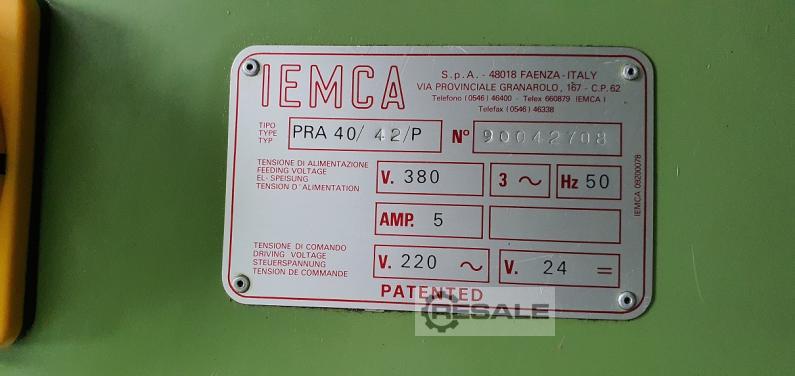 IEMCA
S.p.A. - 48018 FAENZA - ITALY
VIA PROVINCIALE GRANAROLO, 167 - C.P. 62
Telefono (0546) 46400 - Telex 660879 IEMCA I
Telefax (0546) 46338
TIPO
TYPE
TYP
PRA 40/ 42/P
N° 90042708
TENSIONE DI ALIMENTAZIONE
FEEDING VOLTAGE
EL.-SPEISUNG
TENSION D'ALIMENTATION
V. 380
3 ~
Hz 50
AMP. 5
TENSIONE DI COMANDO
DRIVING VOLTAGE
STEUERSPANNUNG
TENSION DE COMMANDE
V. 220 ~
V. 24 =
PATENTED
IEMCA 09200078
RESALE